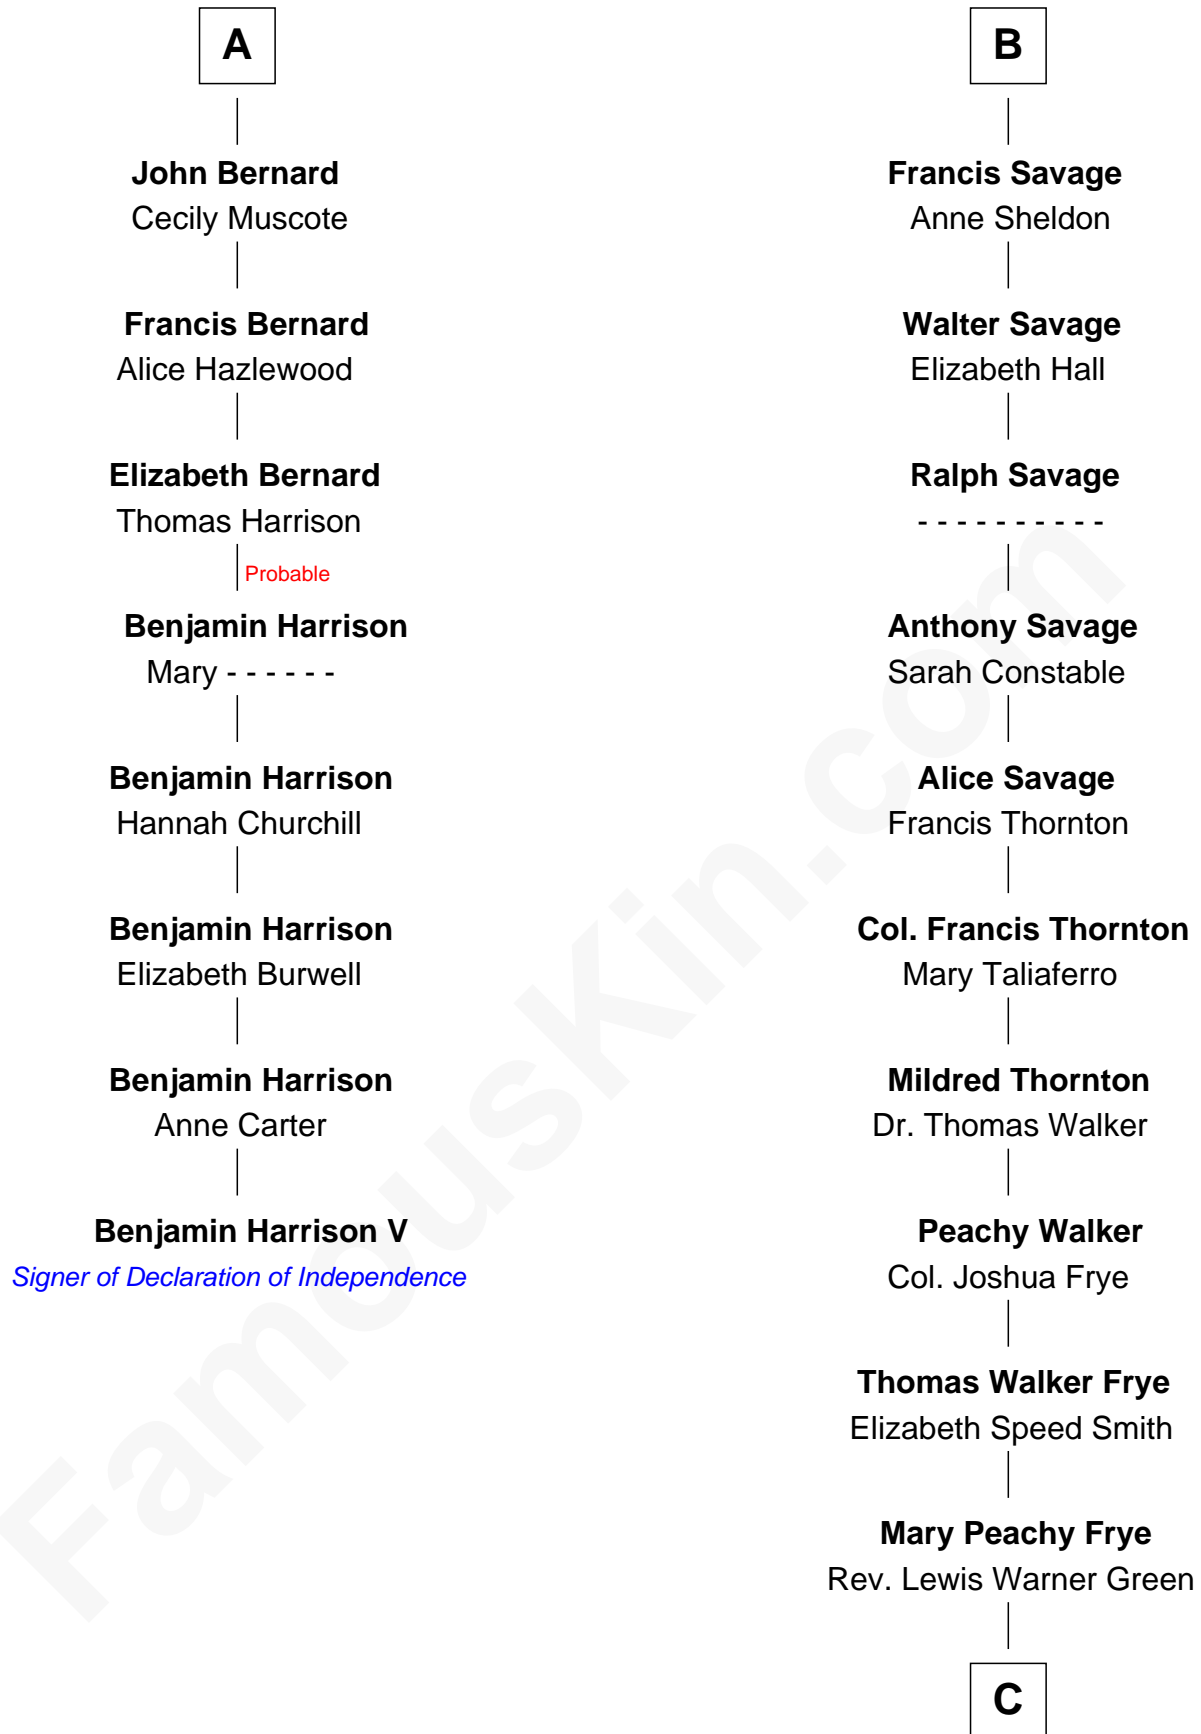 A
John Bernard
Cecily Muscote
Francis Bernard
Alice Hazlewood
Elizabeth Bernard
Thomas Harrison
Probable
Benjamin Harrison
Mary - - - - - -
Benjamin Harrison
Hannah Churchill
Benjamin Harrison
Elizabeth Burwell
Benjamin Harrison
Anne Carter
Benjamin Harrison V
Signer of Declaration of Independence
B
Francis Savage
Anne Sheldon
Walter Savage
Elizabeth Hall
Ralph Savage
- - - - - - - - - -
Anthony Savage
Sarah Constable
Alice Savage
Francis Thornton
Col. Francis Thornton
Mary Taliaferro
Mildred Thornton
Dr. Thomas Walker
Peachy Walker
Col. Joshua Frye
Thomas Walker Frye
Elizabeth Speed Smith
Mary Peachy Frye
Rev. Lewis Warner Green
C
FamousKin.com